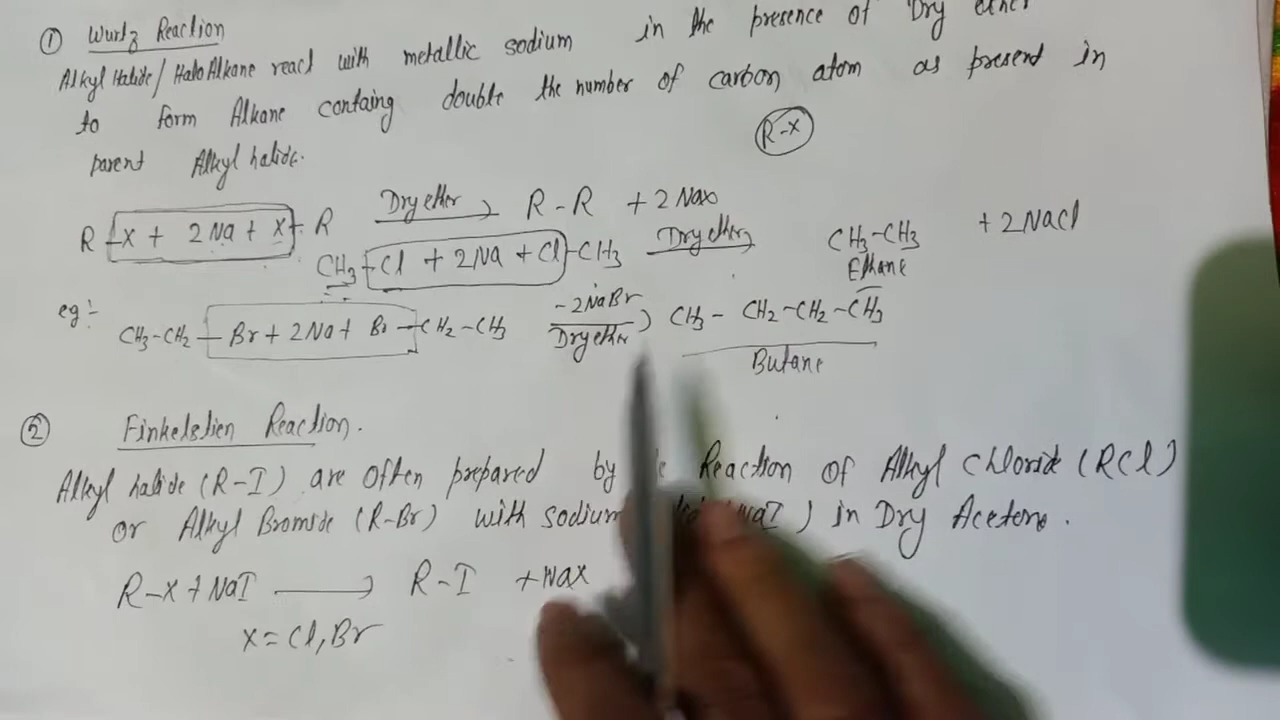 ① Wurtz Reaction
Alkyl Halide/HaloAlkane react with metallic sodium in the presence of Dry ether
to form Alkane containg double the number of carbon atom as present in
parent Alkyl halide.
R-X
R-X + 2Na + X-R Dry ether → R-R + 2Nax
CH3-Cl + 2Na + Cl-CH3 Dry ether → CH3-CH3 + 2NaCl
Ethane
eg:- CH3-CH2-Br + 2Na + Br-CH2-CH3 -2NaBr Dry ether → CH3-CH2-CH2-CH3
Butane
② Finkelstien Reaction.
Alkyl halide (R-I) are often prepared by Reaction of Alkyl Chloride (RCl)
or Alkyl Bromide (R-Br) with sodium NaI) in Dry Acetone.
R-X + NaI → R-I + Nax
X = Cl, Br